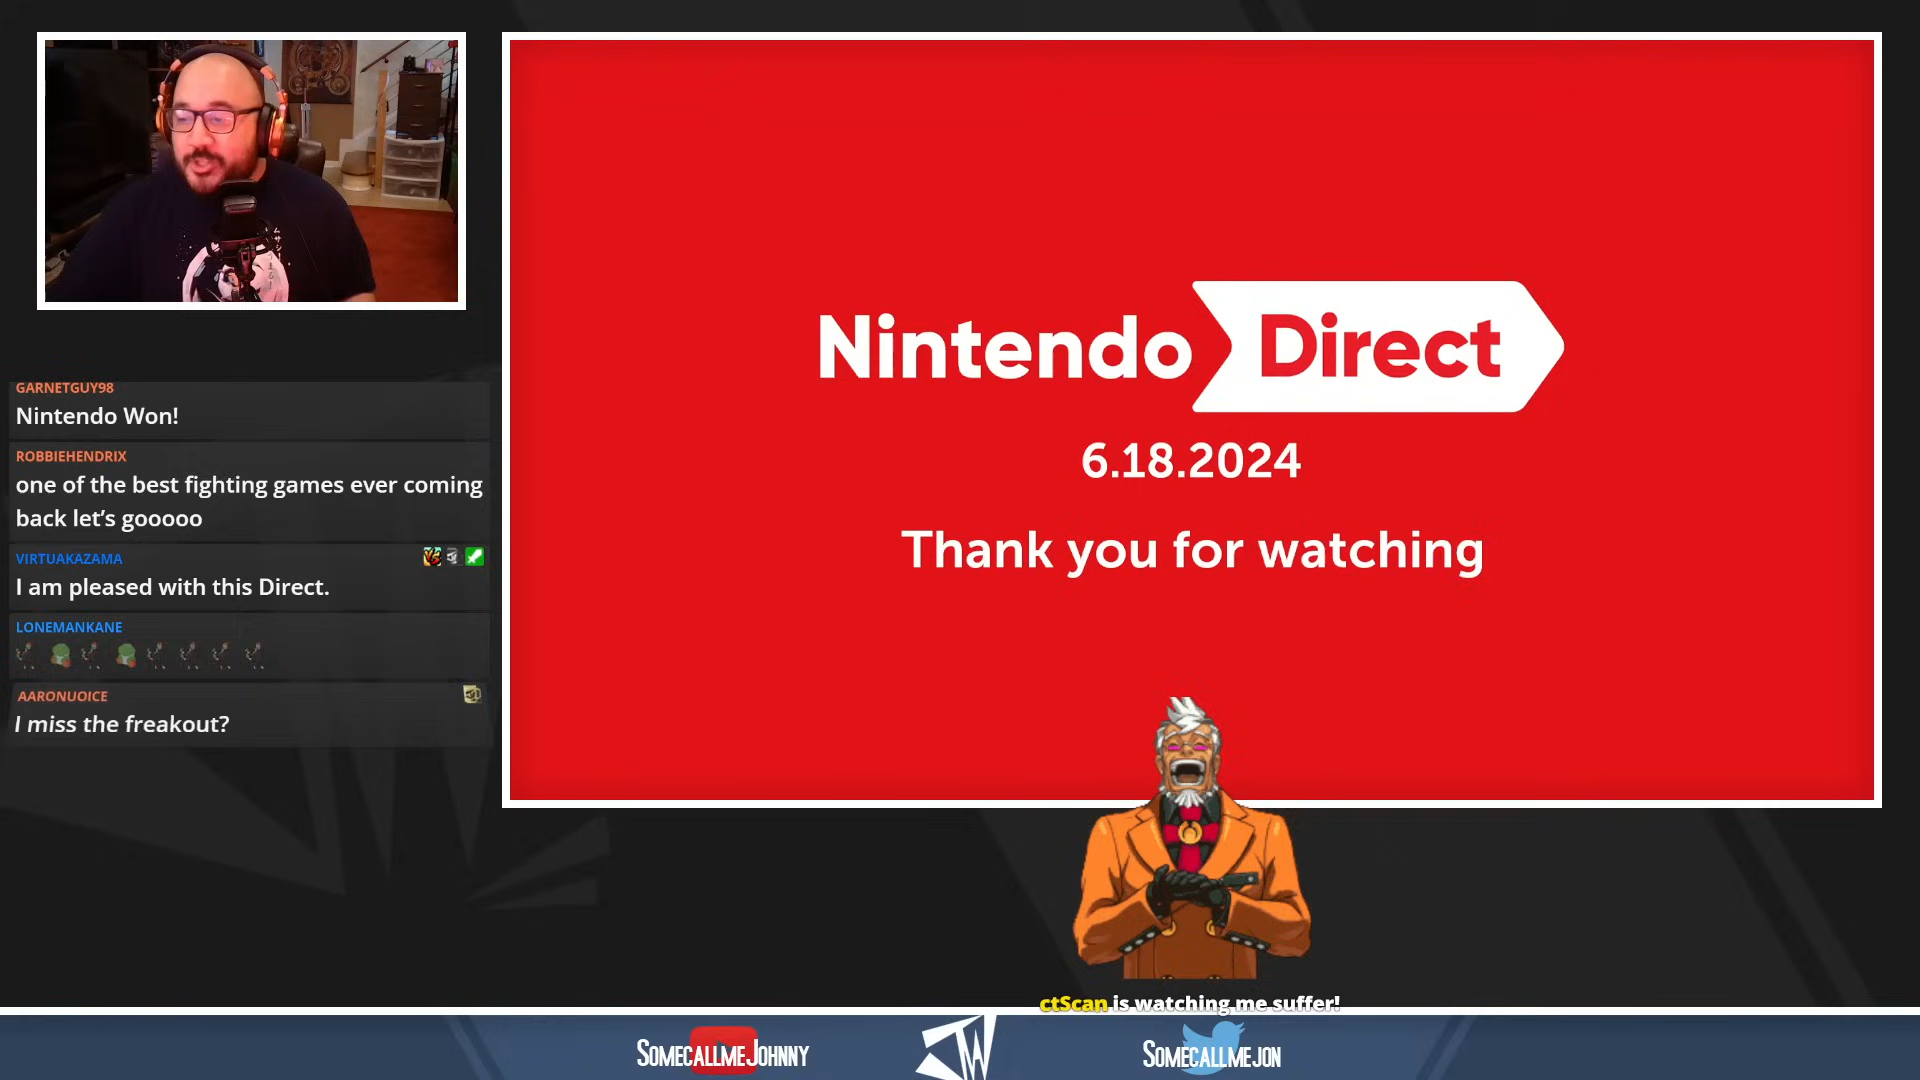 Nintendo Direct
6.18.2024
Thank you for watching
GARNETGUY98
Nintendo Won!
ROBBIEHENDRIX
one of the best fighting games ever coming
back let's gooooo
VIRTUAKAZAMA
I am pleased with this Direct.
LONEMANKANE
AARONUOICE
I miss the freakout?
ctScan is watching me suffer!
SOMECALLMEJOHNNY
SOMECALLMEJON